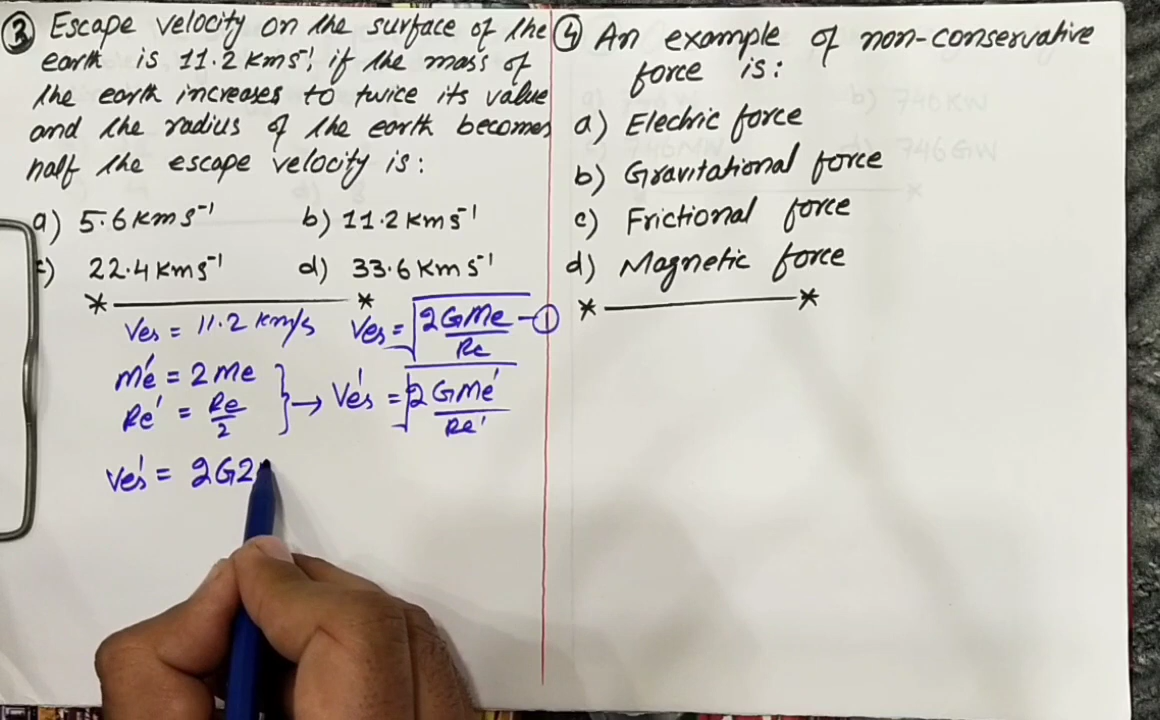 ③ Escape velocity on the surface of the
earth is 11.2 Kms⁻¹, if the mass of
the earth increases to twice its value
and the radius of the earth becomes
half the escape velocity is:
a) 5.6 Km s⁻¹ b) 11.2 Km s⁻¹
c) 22.4 Km s⁻¹ d) 33.6 Km s⁻¹
Ves = 11.2 km/s Ves = √(2GMe/Re) — ①
Me' = 2Me
Re' = Re/2
→ Ves' = √(2GMe'/Re')
Ves' = 2G2
④ An example of non-conservative
force is:
a) Electric force
b) Gravitational force
c) Frictional force
d) Magnetic force